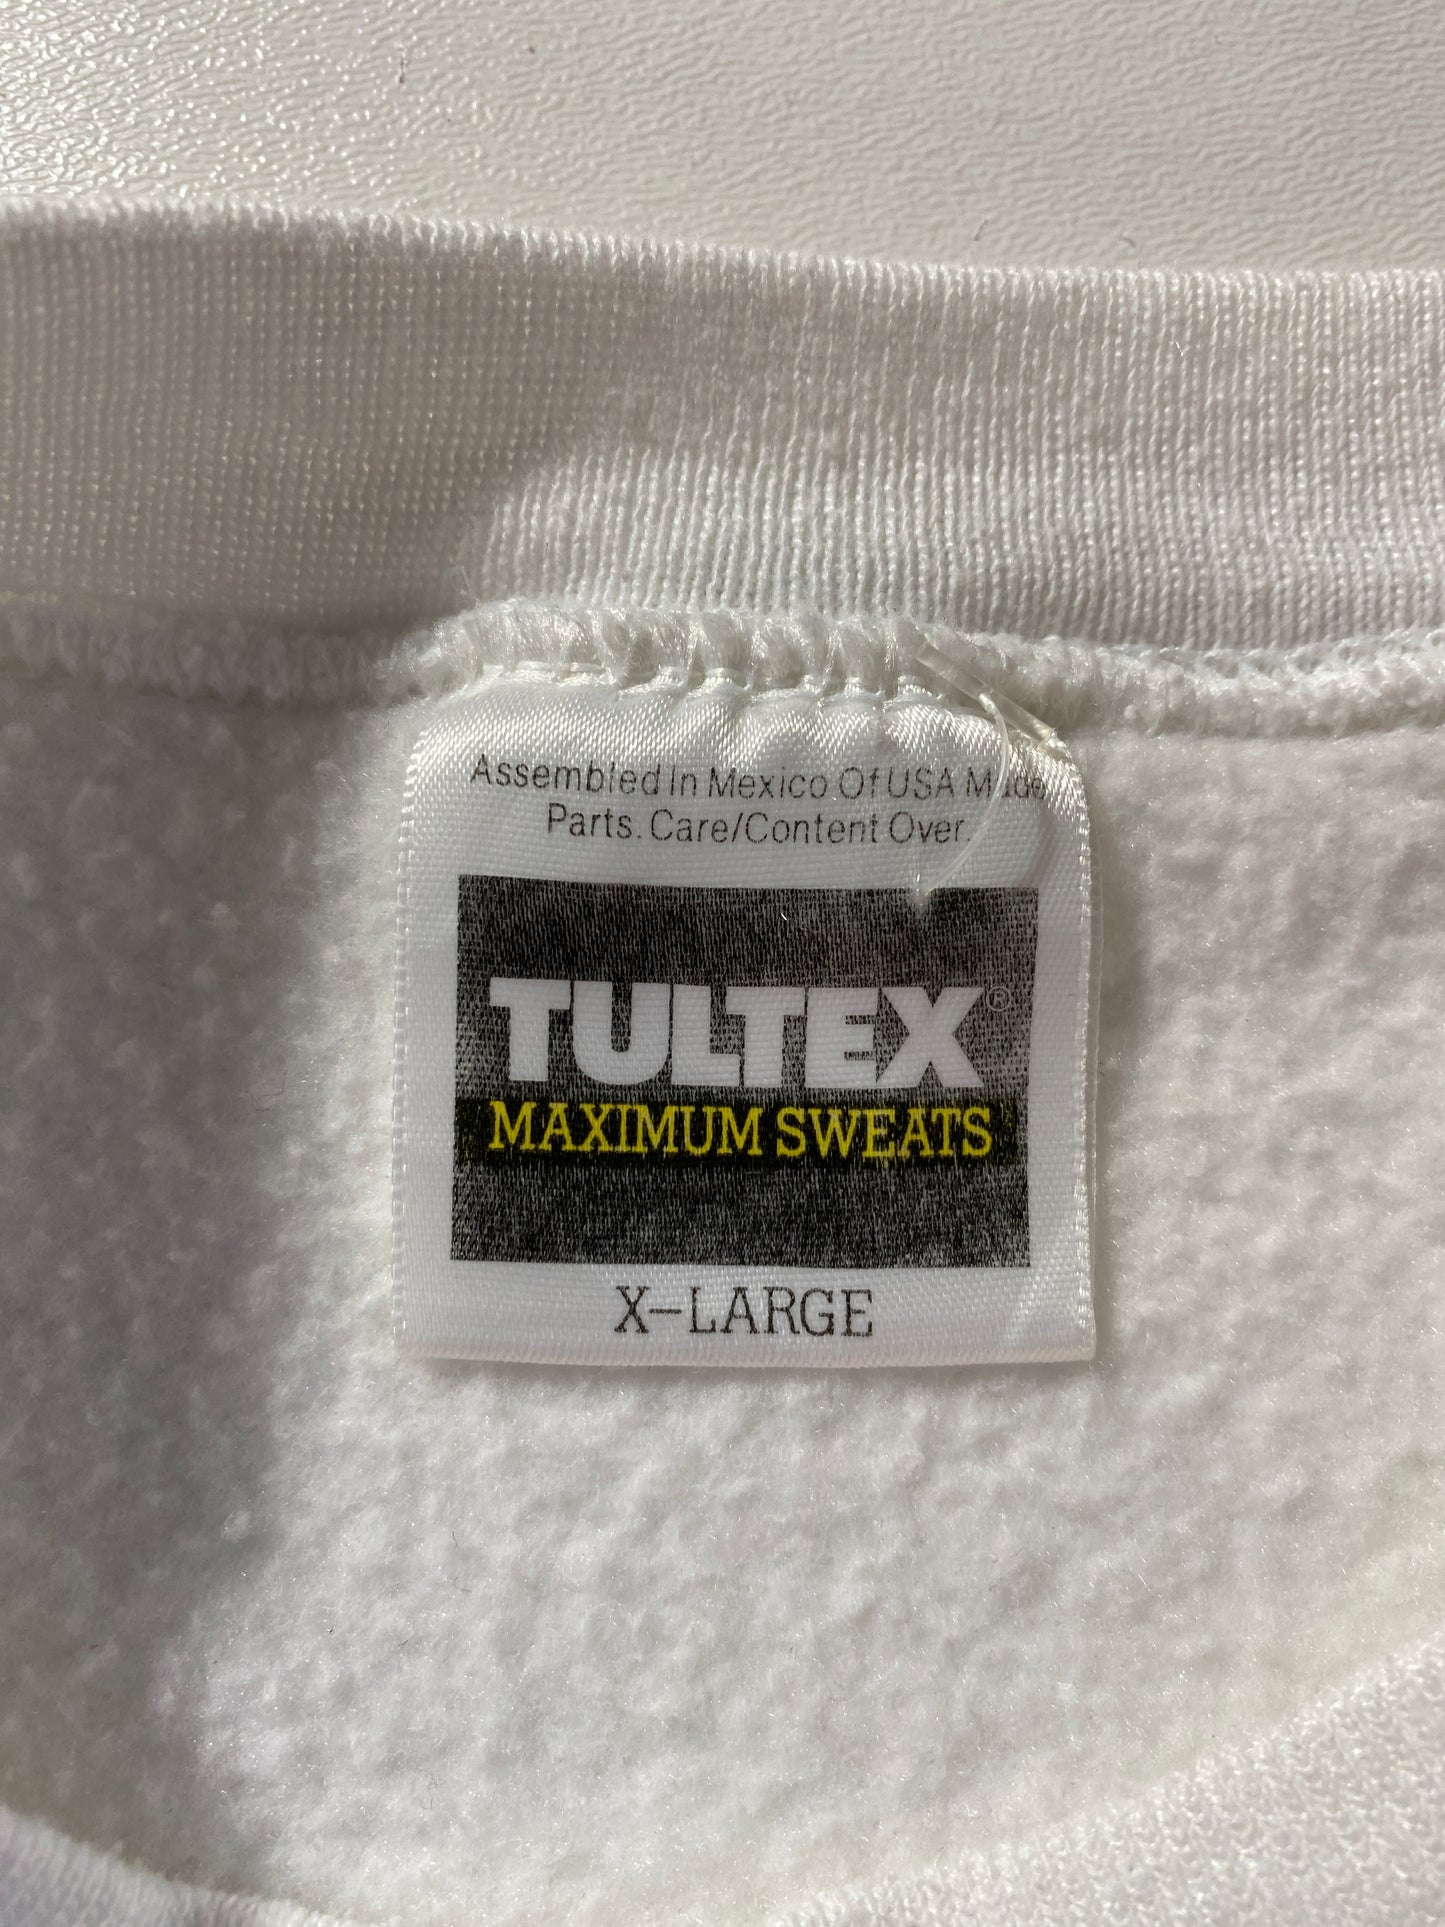 Assembled In Mexico Of USA Made
Parts. Care/Content Over.
TULTEX®
MAXIMUM SWEATS
X-LARGE